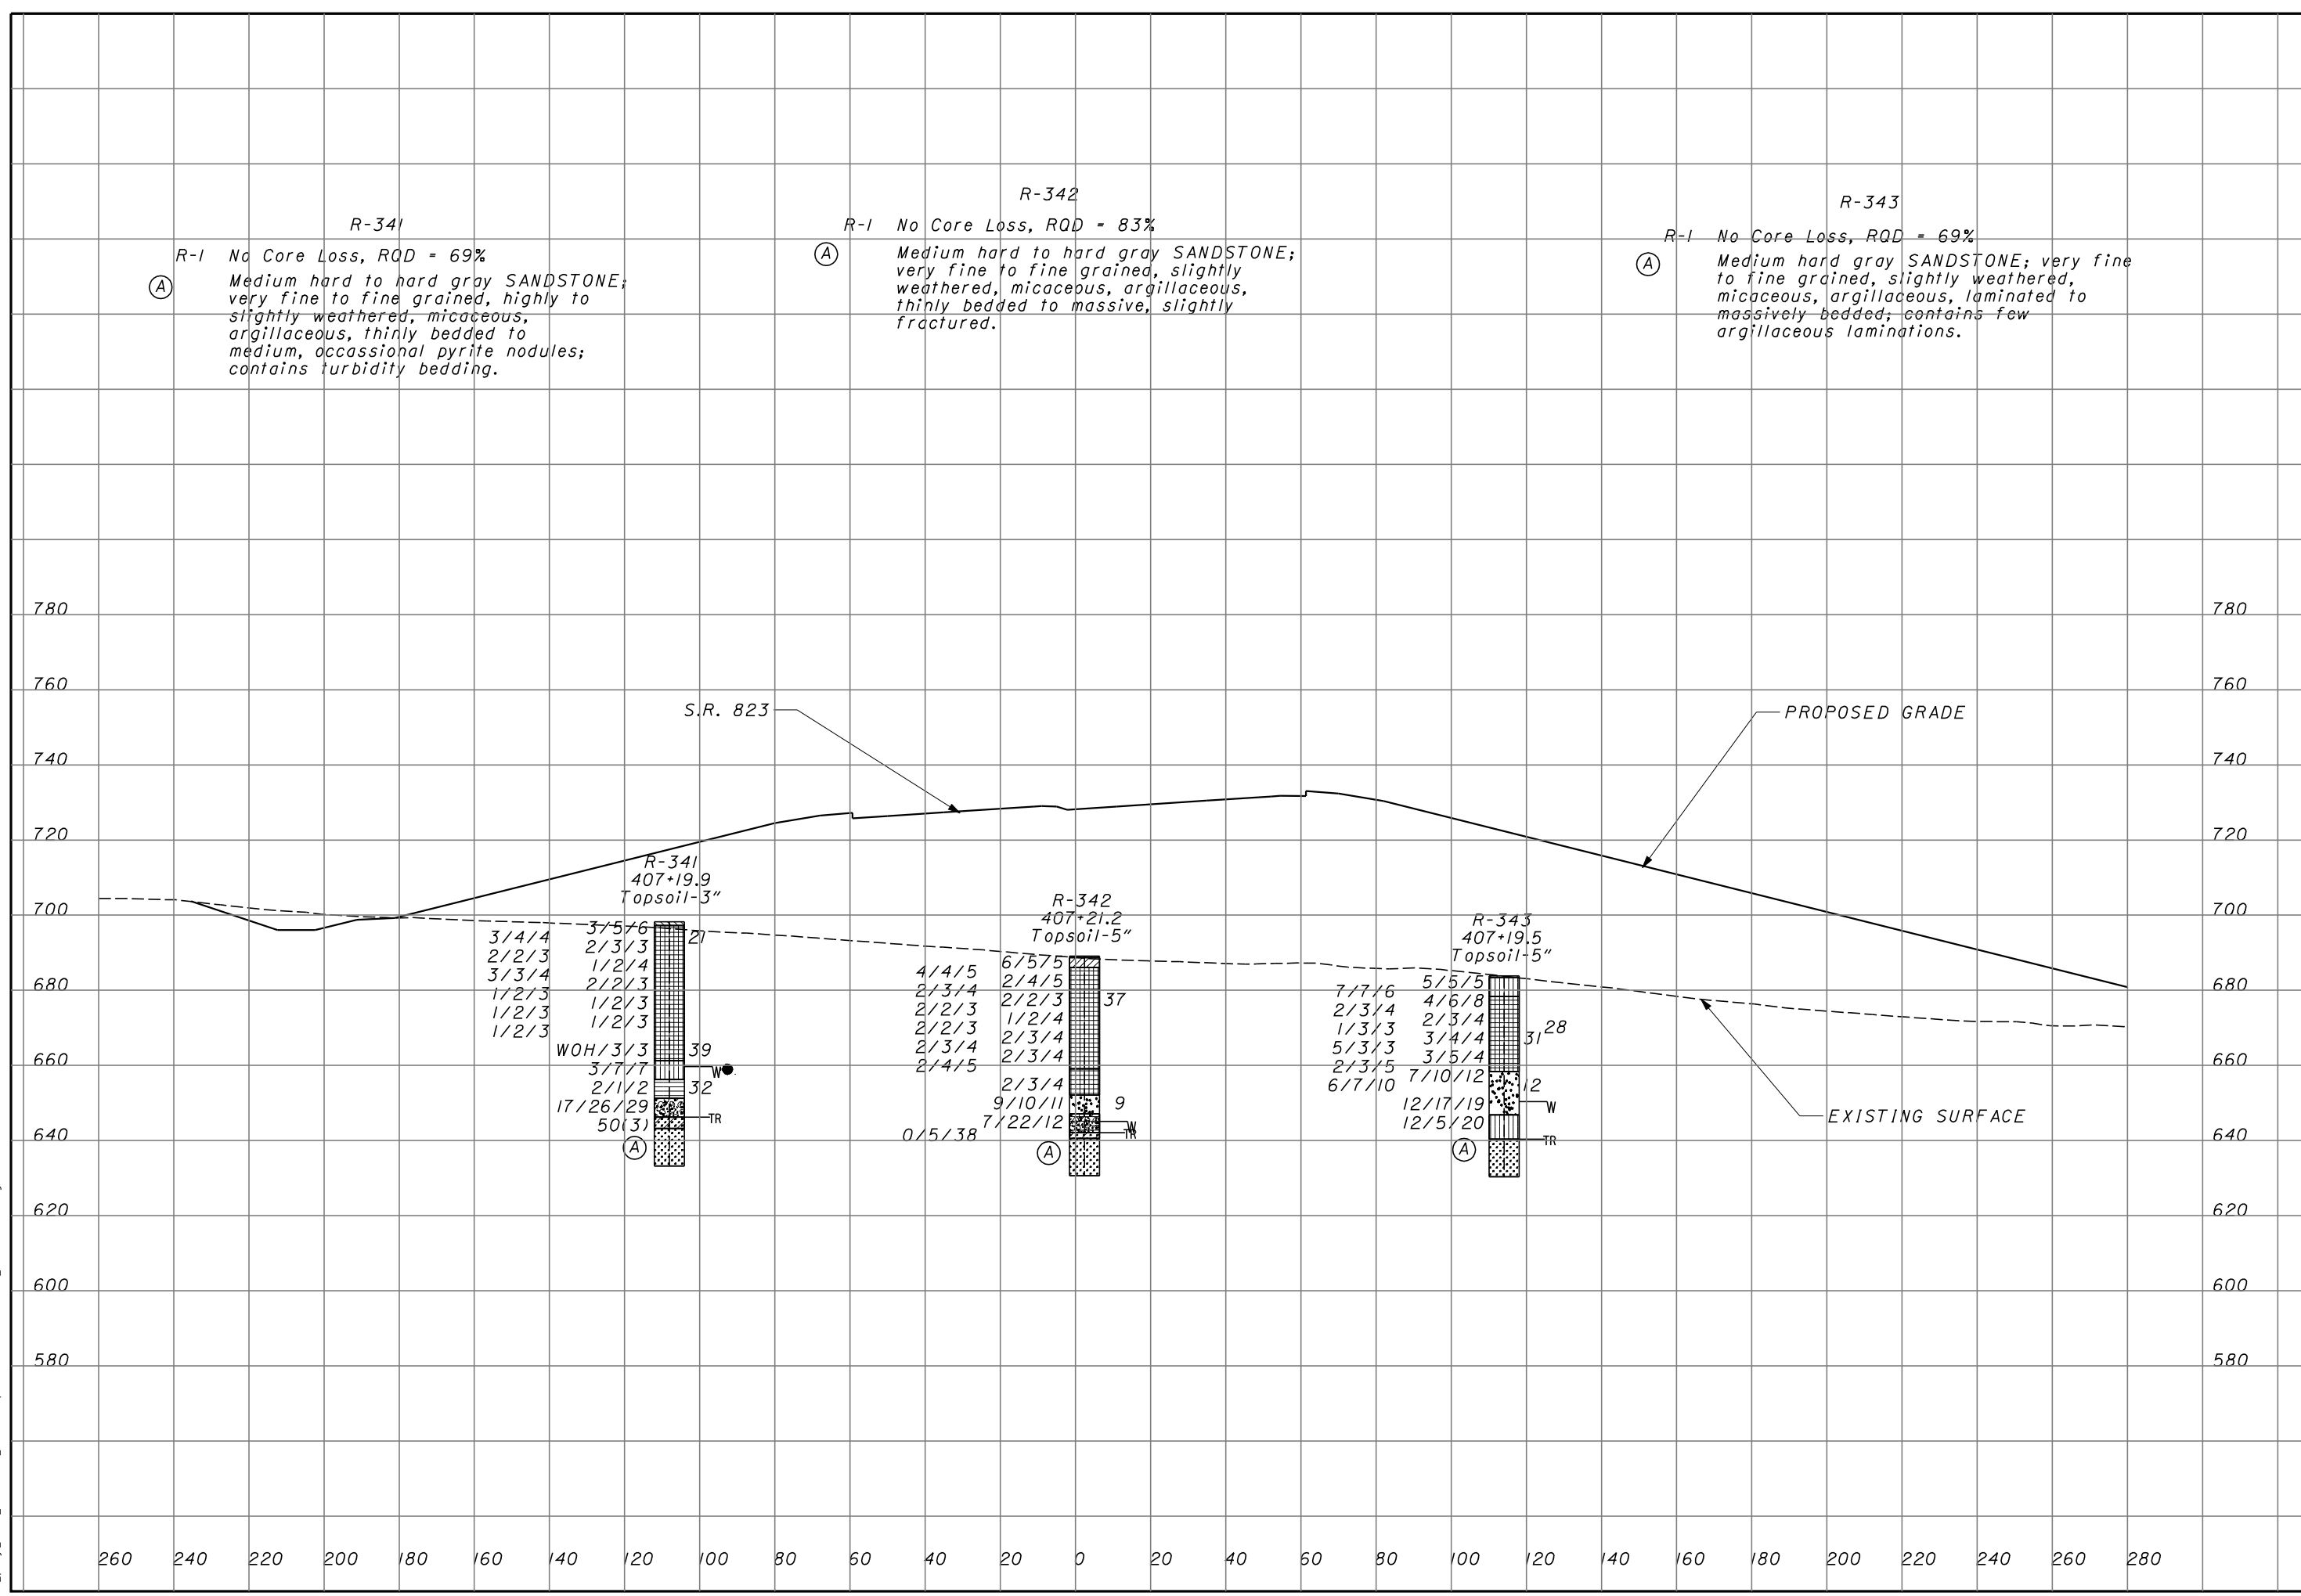 R-342
R-343
R-341
R-1 No Core Loss, RQD = 69%
A
Medium hard to hard gray SANDSTONE;
very fine to fine grained, highly to
slightly weathered, micaceous,
argillaceous, thinly bedded to
medium, occassional pyrite nodules;
contains turbidity bedding.
R-1 No Core Loss, RQD = 83%
A
Medium hard to hard gray SANDSTONE;
very fine to fine grained, slightly
weathered, micaceous, argillaceous,
thinly bedded to massive, slightly
fractured.
R-1 No Core Loss, RQD = 69%
A
Medium hard gray SANDSTONE; very fine
to fine grained, slightly weathered,
micaceous, argillaceous, laminated to
massively bedded; contains few
argillaceous laminations.
780 780
760 760
740 740
720 720
700 700
680 680
660 660
640 640
620 620
600 600
580 580
S.R. 823
PROPOSED GRADE
EXISTING SURFACE
R-341
407+19.9
Topsoil-3"
3/5/6
3/4/4
2/3/3
2/2/3
1/2/4
3/3/4
2/2/3
1/2/3
1/2/3
1/2/3
1/2/3
1/2/3
WOH/3/3
3/7/7
2/1/2
17/26/29
50(3)
21
39
32
W
TR
A
R-342
407+21.2
Topsoil-5"
6/5/5
4/4/5
2/4/5
2/3/4
2/2/3
2/2/3
1/2/4
2/2/3
2/3/4
2/3/4
2/3/4
2/4/5
2/3/4
9/10/11
7/22/12
0/5/38
37
9
W
TR
A
R-343
407+19.5
Topsoil-5"
5/5/5
7/7/6
4/6/8
2/3/4
2/3/4
1/3/3
3/4/4
5/3/3
3/5/4
2/3/5
7/10/12
6/7/10
12/17/19
12/5/20
28
31
12
W
TR
A
260 240 220 200 180 160 140 120 100 80 60 40 20 0 20 40 60 80 100 120 140 160 180 200 220 240 260 280